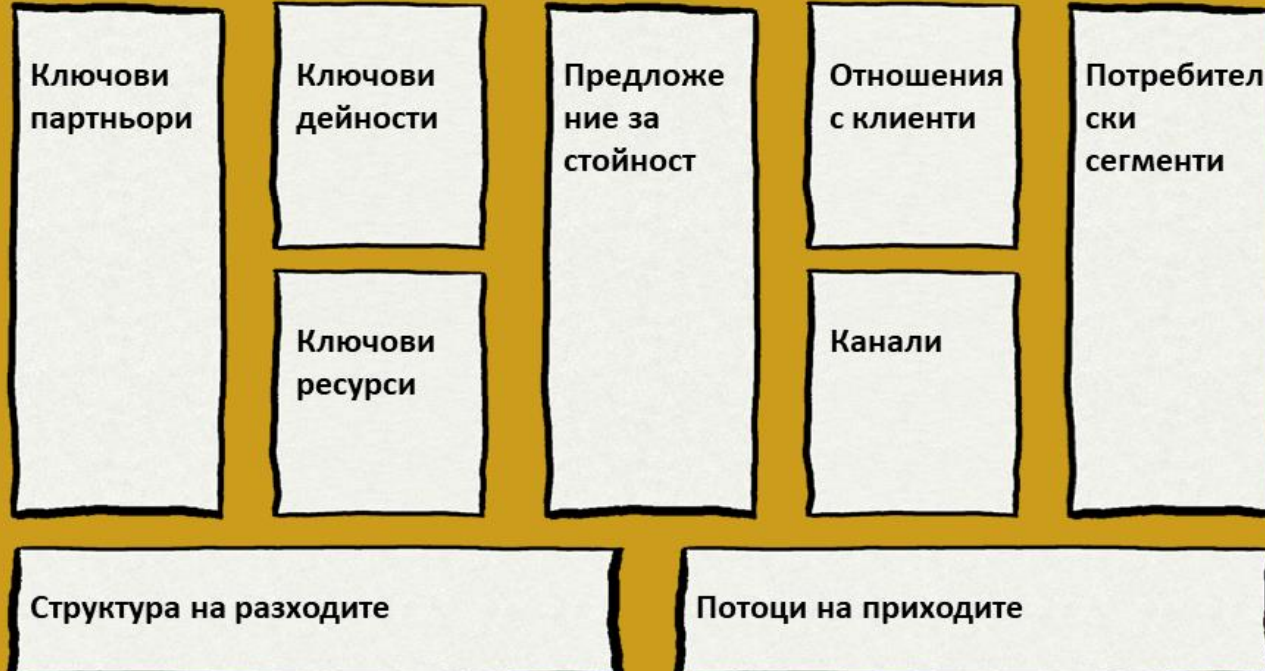 Ключови
партньори
Ключови
дейности
Ключови
ресурси
Предложе
ние за
стойност
Отношения
с клиенти
Канали
Потребител
ски
сегменти
Структура на разходите
Потоци на приходите